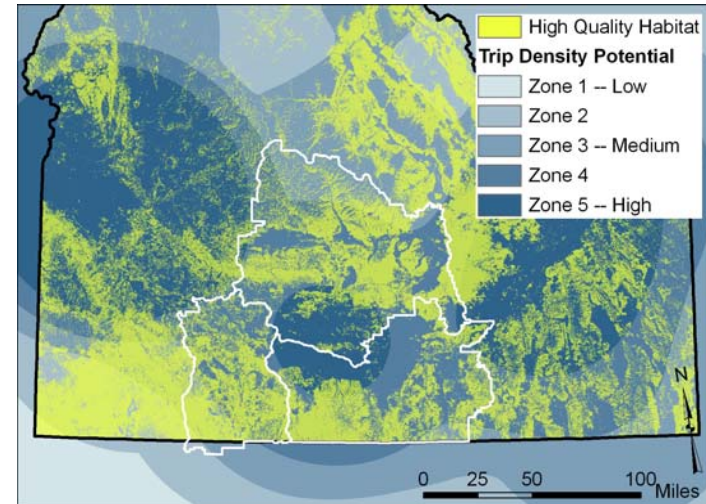 High Quality Habitat
Trip Density Potential
Zone 1 -- Low
Zone 2
Zone 3 -- Medium
Zone 4
Zone 5 -- High
N
0 25 50 100
Miles